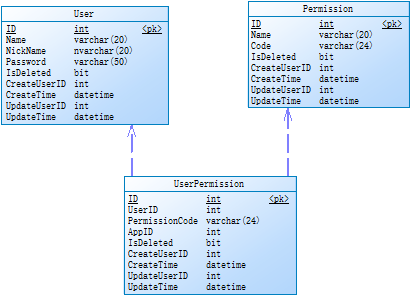 User
ID int <pk>
Name varchar(20)
NickName nvarchar(20)
Password varchar(50)
IsDeleted bit
CreateUserID int
CreateTime datetime
UpdateUserID int
UpdateTime datetime
Permission
ID int <pk>
Name varchar(20)
Code varchar(24)
IsDeleted bit
CreateUserID int
CreateTime datetime
UpdateUserID int
UpdateTime datetime
UserPermission
ID int <pk>
UserID int
PermissionCode varchar(24)
AppID int
IsDeleted bit
CreateUserID int
CreateTime datetime
UpdateUserID int
UpdateTime datetime